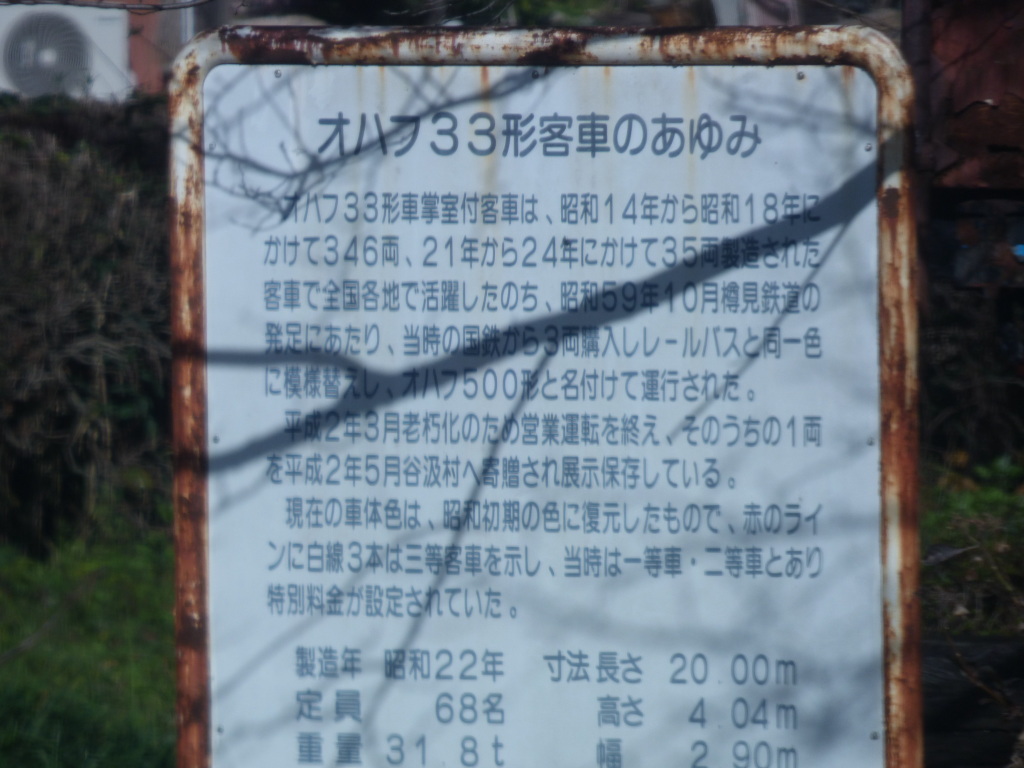 オハフ33形客車のあゆみ
オハフ33形車掌室付客車は、昭和14年から昭和18年に
かけて346両、21年から24年にかけて35両製造された
客車で全国各地で活躍したのち、昭和59年10月樽見鉄道の
発足にあたり、当時の国鉄から3両購入しレールバスと同一色
に模様替えし、オハフ500形と名付けて運行された。
平成2年3月老朽化のため営業運転を終え、そのうちの1両
を平成2年5月谷汲村へ寄贈され展示保存している。
現在の車体色は、昭和初期の色に復元したもので、赤のライ
ンに白線3本は三等客車を示し、当時は一等車・二等車とあり
特別料金が設定されていた。
製造年 昭和22年 寸法長さ 20.00m
定員 68名 高さ 4.04m
重量 31.8t 幅 2.90m